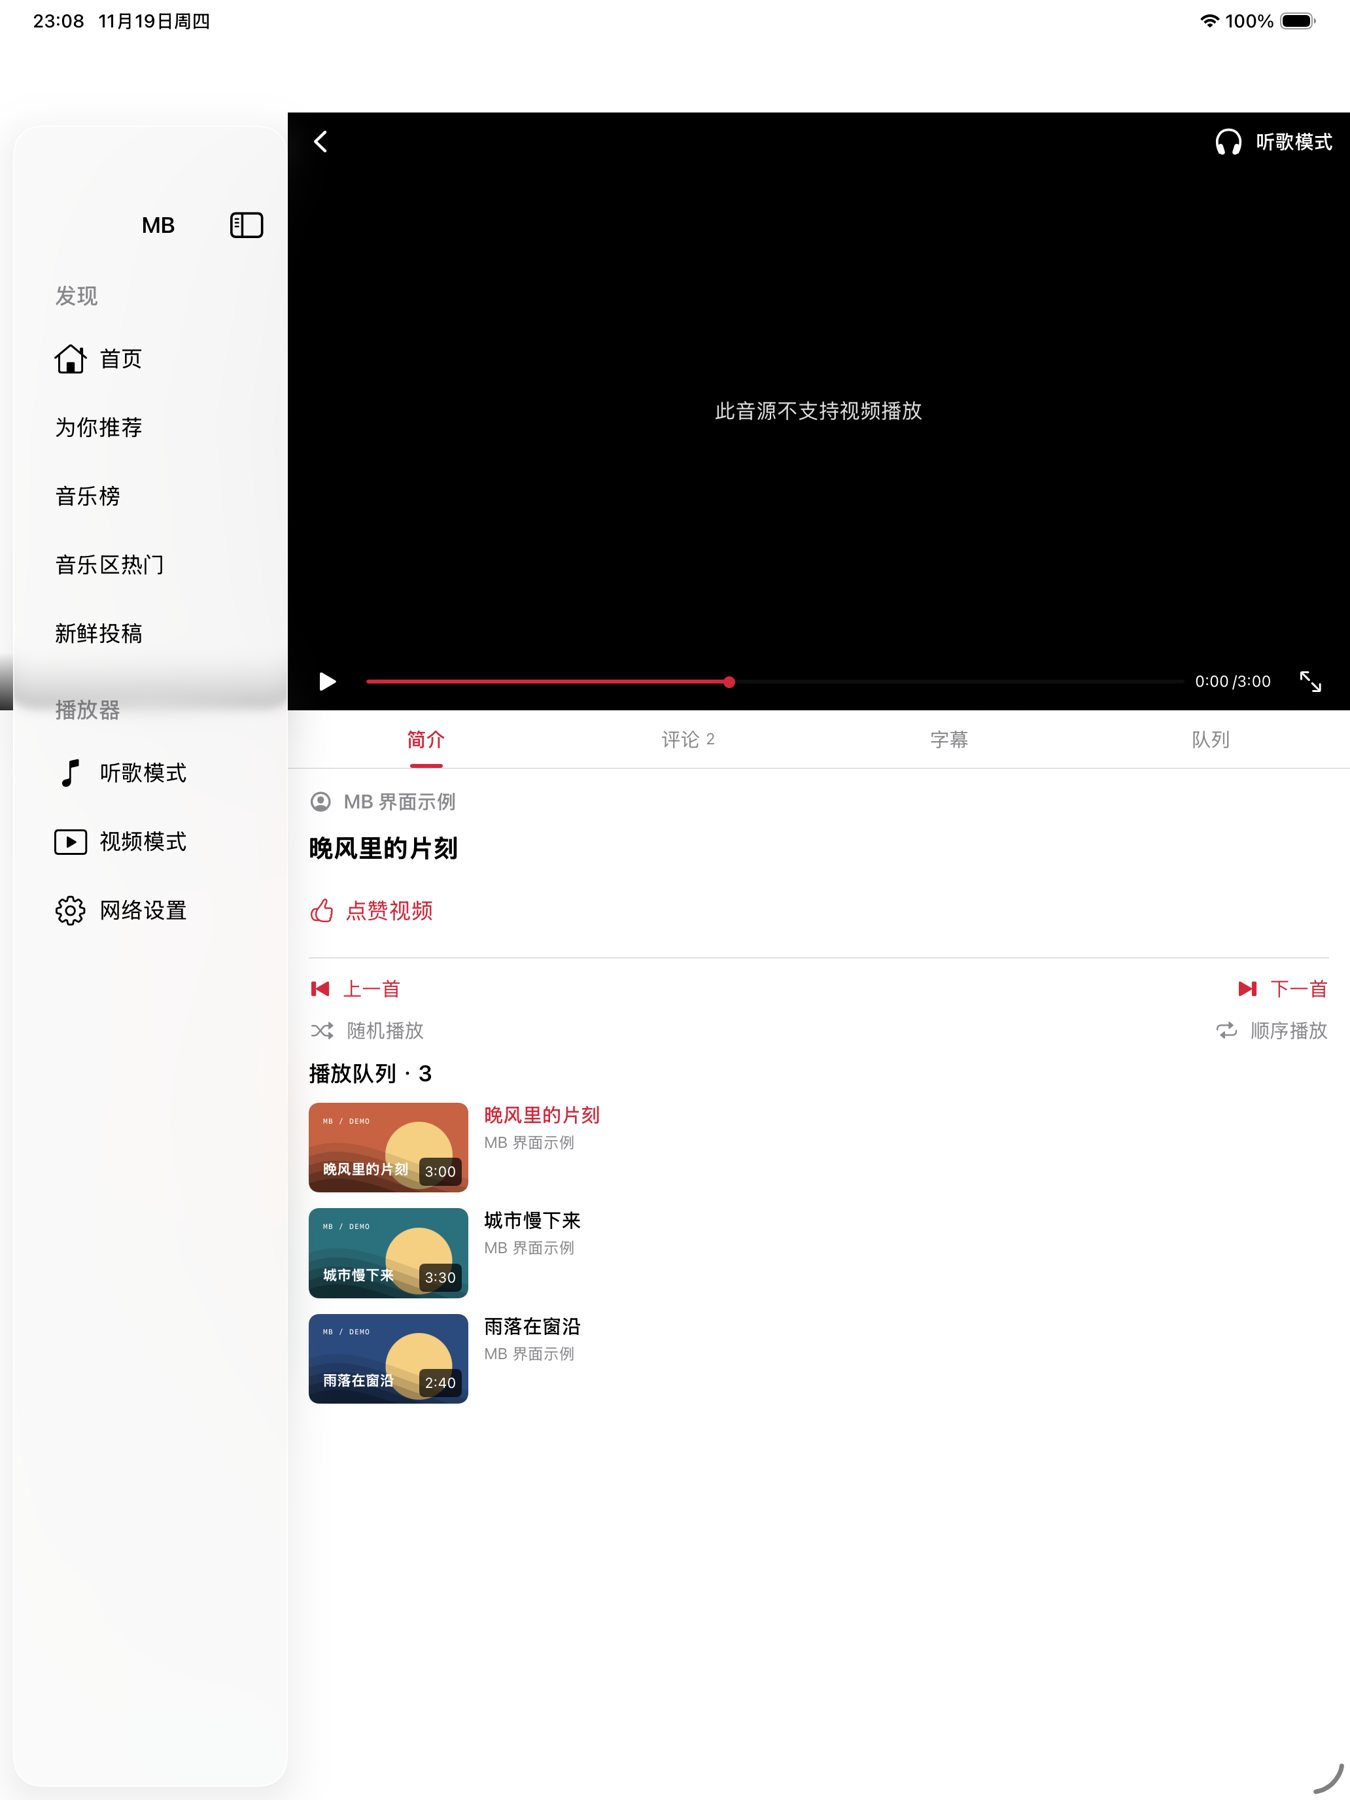 23:08 11月19日周四
100%
MB
发现
首页
为你推荐
音乐榜
音乐区热门
新鲜投稿
播放器
听歌模式
视频模式
网络设置
听歌模式
此音源不支持视频播放
0:00 /3:00
简介
评论 2
字幕
队列
MB 界面示例
晚风里的片刻
点赞视频
上一首
下一首
随机播放
顺序播放
播放队列 · 3
MB / DEMO
晚风里的片刻
3:00
晚风里的片刻
MB 界面示例
MB / DEMO
城市慢下来
3:30
城市慢下来
MB 界面示例
MB / DEMO
雨落在窗沿
2:40
雨落在窗沿
MB 界面示例